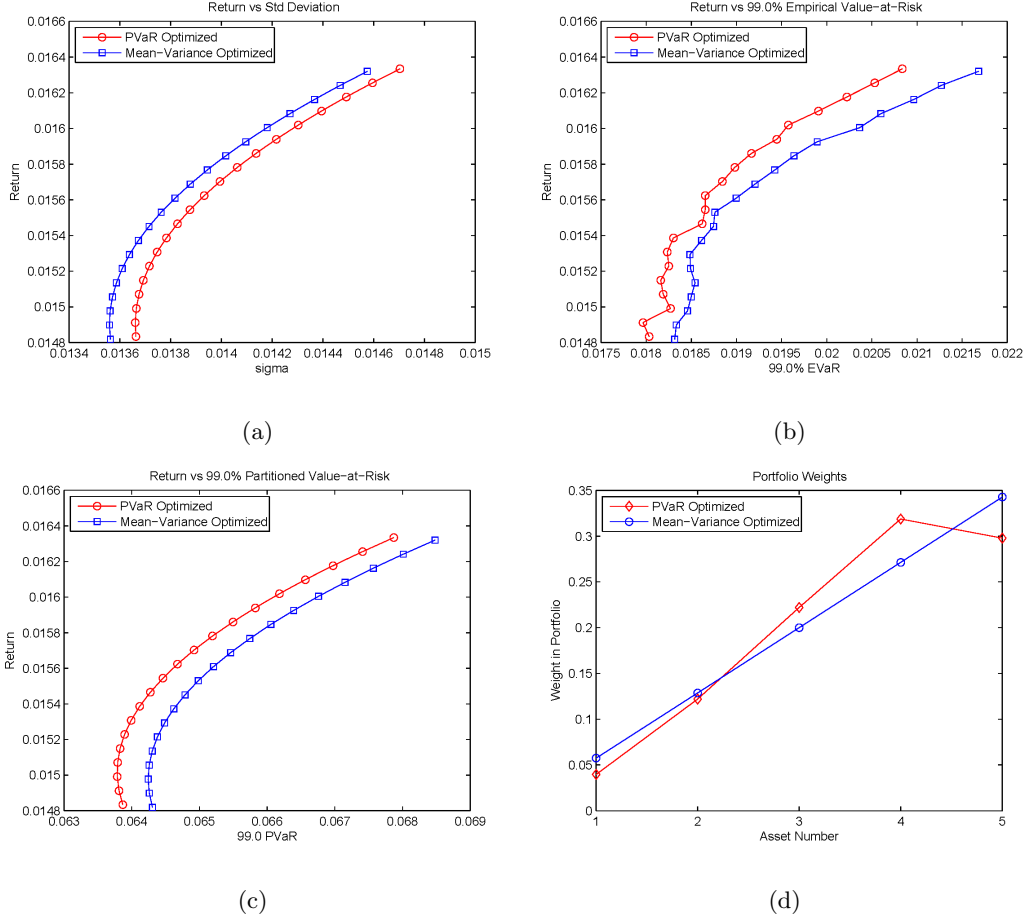 Return vs Std Deviation
0.0166
0.0164
0.0162
0.016
0.0158
0.0156
0.0154
0.0152
0.015
0.0148
Return
PVaR Optimized
Mean-Variance Optimized
0.0134 0.0136 0.0138 0.014 0.0142 0.0144 0.0146 0.0148 0.015
sigma
(a)
Return vs 99.0% Empirical Value-at-Risk
0.0166
0.0164
0.0162
0.016
0.0158
0.0156
0.0154
0.0152
0.015
0.0148
Return
PVaR Optimized
Mean-Variance Optimized
0.0175 0.018 0.0185 0.019 0.0195 0.02 0.0205 0.021 0.0215 0.022
99.0% EVaR
(b)
Return vs 99.0% Partitioned Value-at-Risk
0.0166
0.0164
0.0162
0.016
0.0158
0.0156
0.0154
0.0152
0.015
0.0148
Return
PVaR Optimized
Mean-Variance Optimized
0.063 0.064 0.065 0.066 0.067 0.068 0.069
99.0 PVaR
(c)
Portfolio Weights
0.35
0.3
0.25
0.2
0.15
0.1
0.05
0
Weight in Portfolio
PVaR Optimized
Mean-Variance Optimized
1 2 3 4 5
Asset Number
(d)